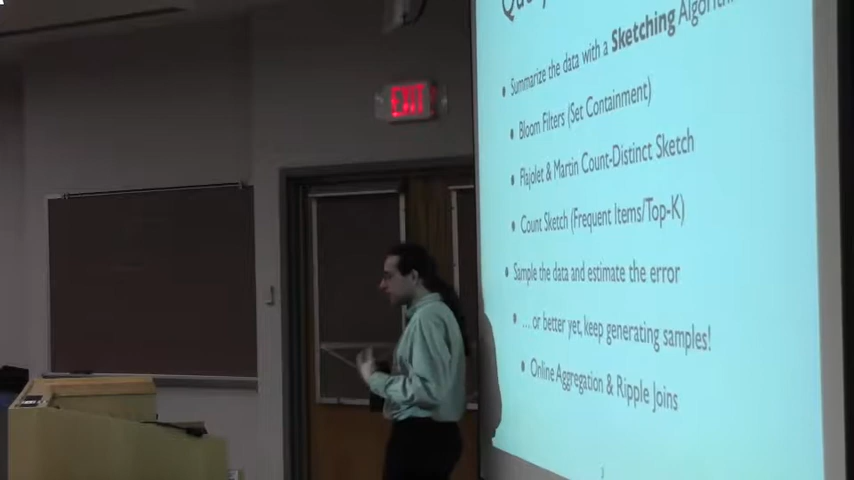 EXIT
• Summarize the data with a Sketching
• Bloom Filters (Set Containment)
• Flajolet & Martin Count-Distinct Sketch
• Count Sketch (Frequent Items/Top-K)
• Sample the data and estimate the error
• ... or better yet, keep generating samples!
• Online Aggregation & Ripple Joins